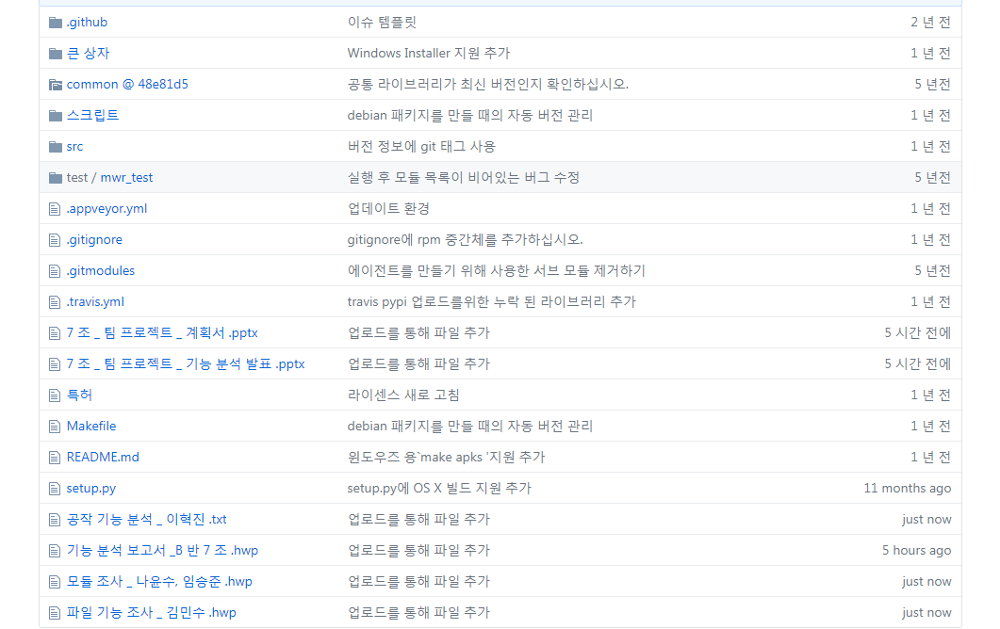 .github 이슈 템플릿 2 년 전
큰 상자 Windows Installer 지원 추가 1 년 전
common @ 48e81d5 공통 라이브러리가 최신 버전인지 확인하십시오. 5 년전
스크립트 debian 패키지를 만들 때의 자동 버전 관리 1 년 전
src 버전 정보에 git 태그 사용 1 년 전
test / mwr_test 실행 후 모듈 목록이 비어있는 버그 수정 5 년전
.appveyor.yml 업데이트 환경 1 년 전
.gitignore gitignore에 rpm 중간체를 추가하십시오. 1 년 전
.gitmodules 에이전트를 만들기 위해 사용한 서브 모듈 제거하기 5 년전
.travis.yml travis pypi 업로드를위한 누락 된 라이브러리 추가 1 년 전
7 조 _ 팀 프로젝트 _ 계획서 .pptx 업로드를 통해 파일 추가 5 시간 전에
7 조 _ 팀 프로젝트 _ 기능 분석 발표 .pptx 업로드를 통해 파일 추가 5 시간 전에
특허 라이센스 새로 고침 1 년 전
Makefile debian 패키지를 만들 때의 자동 버전 관리 1 년 전
README.md 윈도우즈 용`make apks '지원 추가 1 년 전
setup.py setup.py에 OS X 빌드 지원 추가 11 months ago
공작 기능 분석 _ 이혁진 .txt 업로드를 통해 파일 추가 just now
기능 분석 보고서 _B 반 7 조 .hwp 업로드를 통해 파일 추가 5 hours ago
모듈 조사 _ 나윤수, 임승준 .hwp 업로드를 통해 파일 추가 just now
파일 기능 조사 _ 김민수 .hwp 업로드를 통해 파일 추가 just now